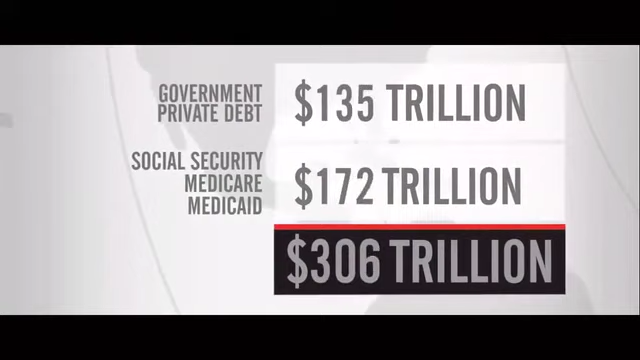 GOVERNMENT
PRIVATE DEBT
$135 TRILLION
SOCIAL SECURITY
MEDICARE
MEDICAID
$172 TRILLION
$306 TRILLION